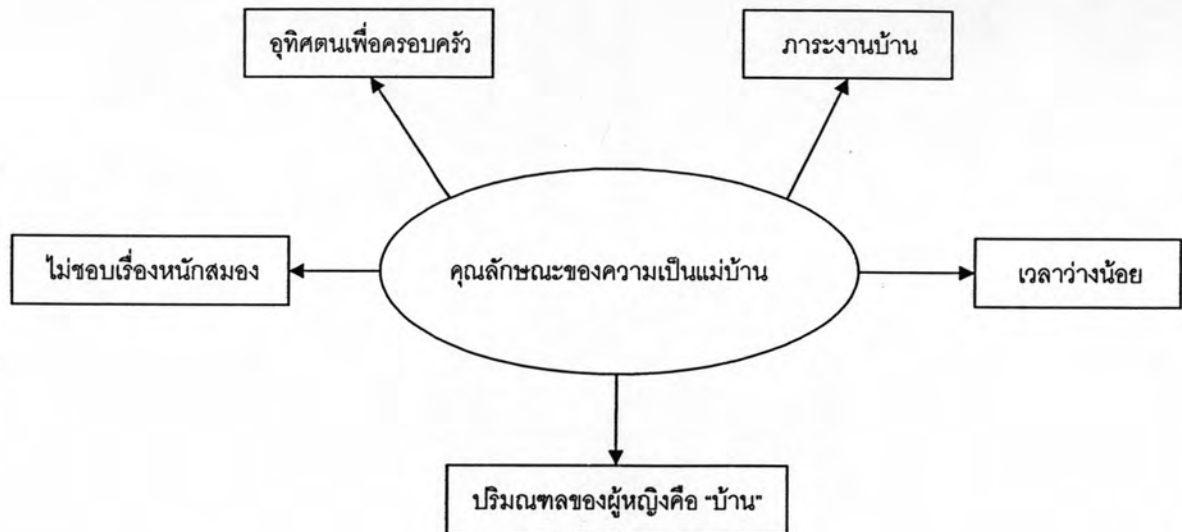 อุทิศตนเพื่อครอบครัว
ภาระงานบ้าน
ไม่ชอบเรื่องหนักสมอง
คุณลักษณะของความเป็นแม่บ้าน
เวลาว่างน้อย
ปริมณฑลของผู้หญิงคือ "บ้าน"